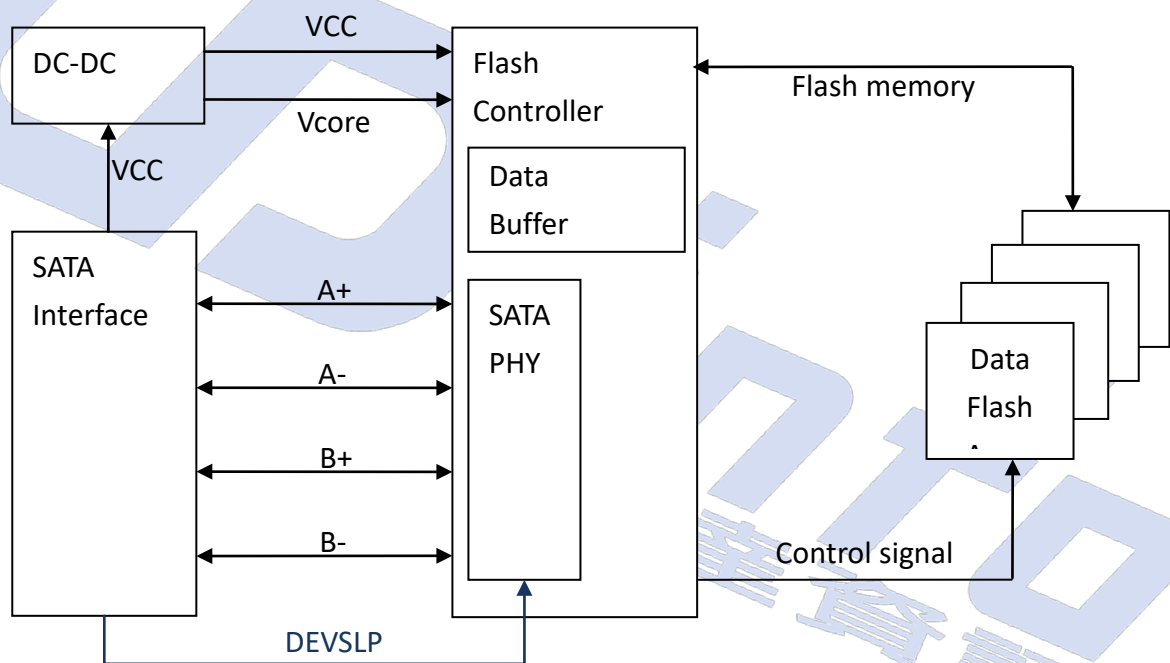 VCC
DC-DC
Flash
Controller
Flash memory
Vcore
VCC
Data
Buffer
SATA
Interface
A+
SATA
PHY
A-
Data
Flash
B+
B-
Control signal
DEVSLP